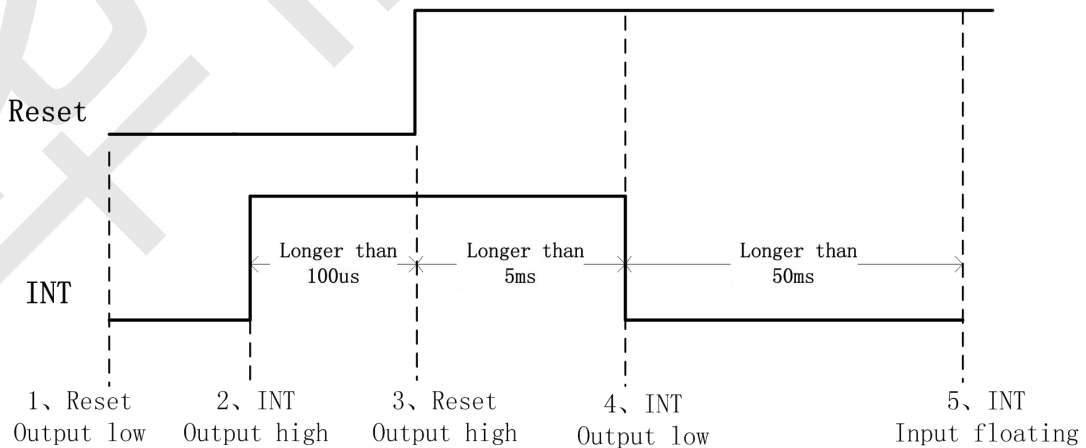 Reset
Longer than
100us
Longer than
5ms
Longer than
50ms
INT
1、Reset
Output low
2、INT
Output high
3、Reset
Output high
4、INT
Output low
5、INT
Input floating